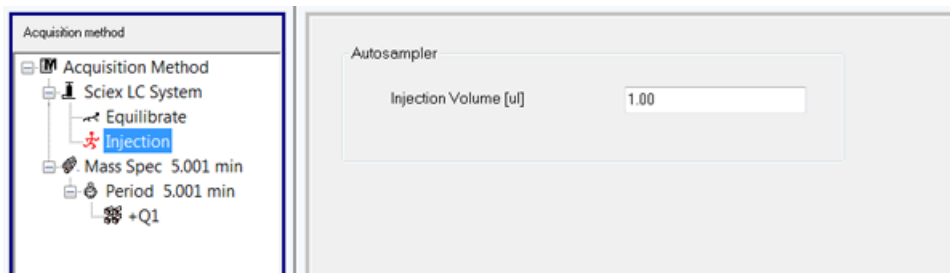 Acquisition method
Acquisition Method
Sciex LC System
Equilibrate
Injection
Mass Spec 5.001 min
Period 5.001 min
+Q1
Autosampler
Injection Volume [ul] 1.00